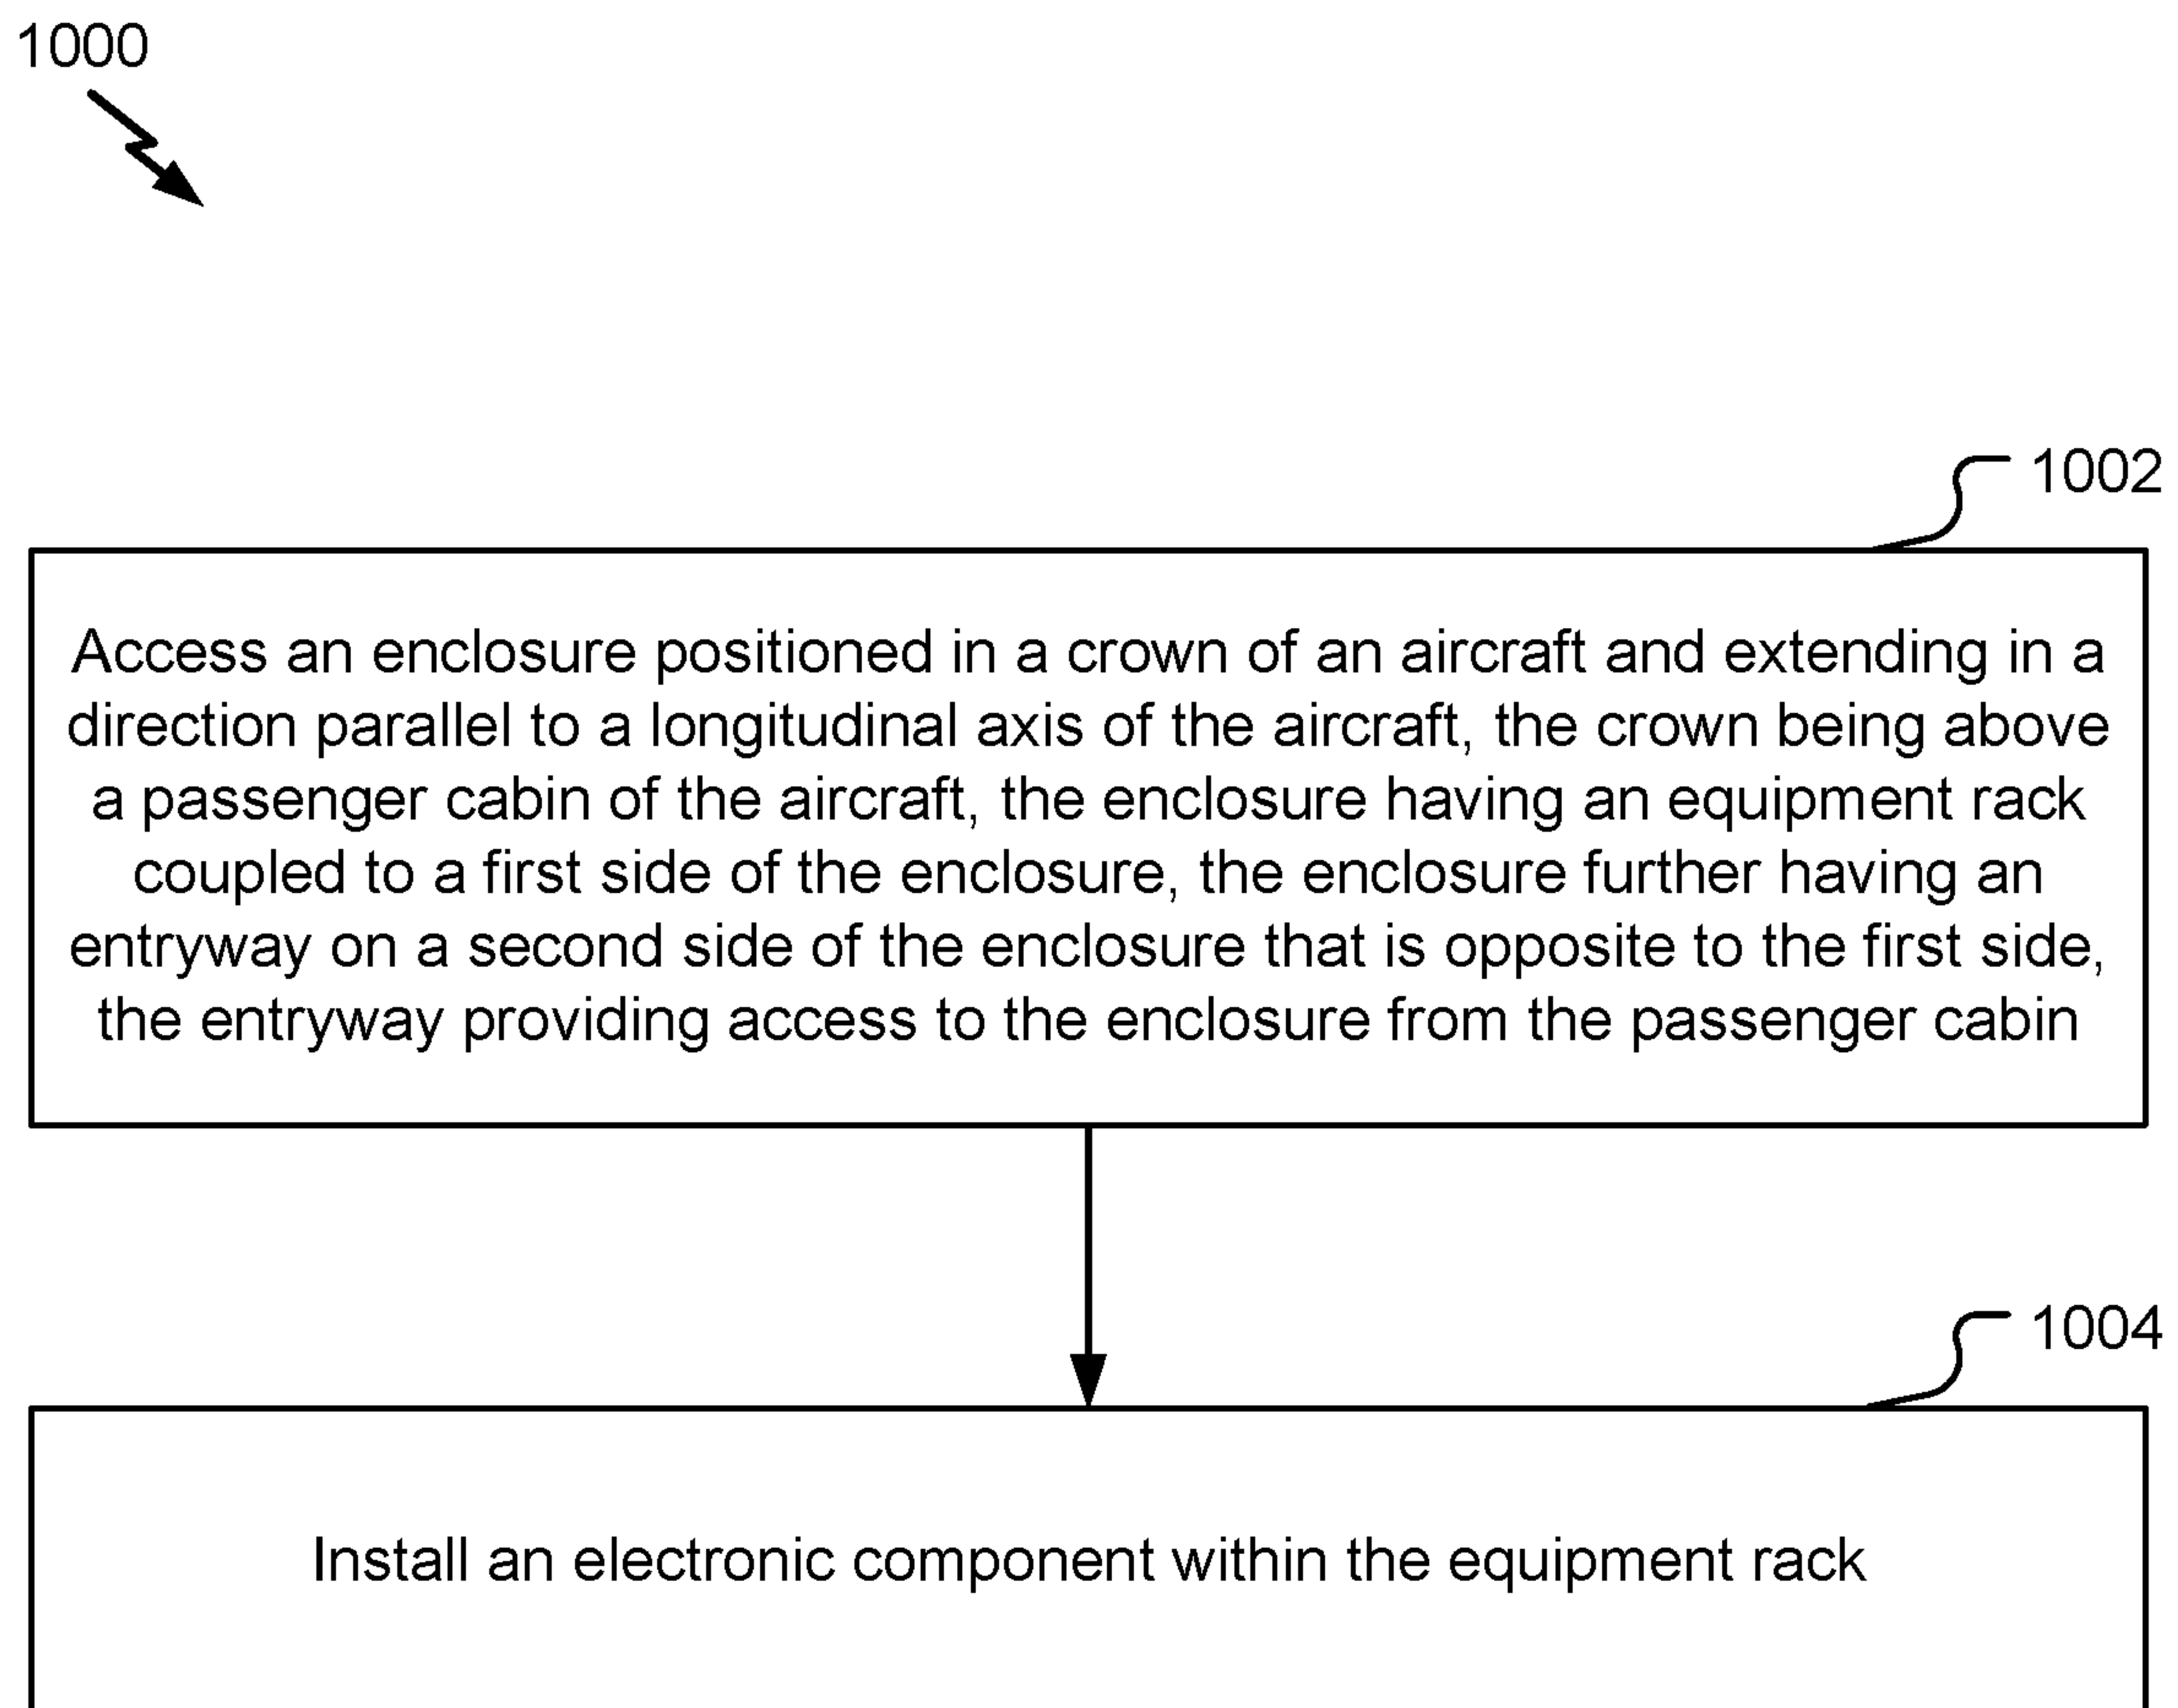 1000
1002
Access an enclosure positioned in a crown of an aircraft and extending in a
direction parallel to a longitudinal axis of the aircraft, the crown being above
a passenger cabin of the aircraft, the enclosure having an equipment rack
coupled to a first side of the enclosure, the enclosure further having an
entryway on a second side of the enclosure that is opposite to the first side,
the entryway providing access to the enclosure from the passenger cabin
1004
Install an electronic component within the equipment rack